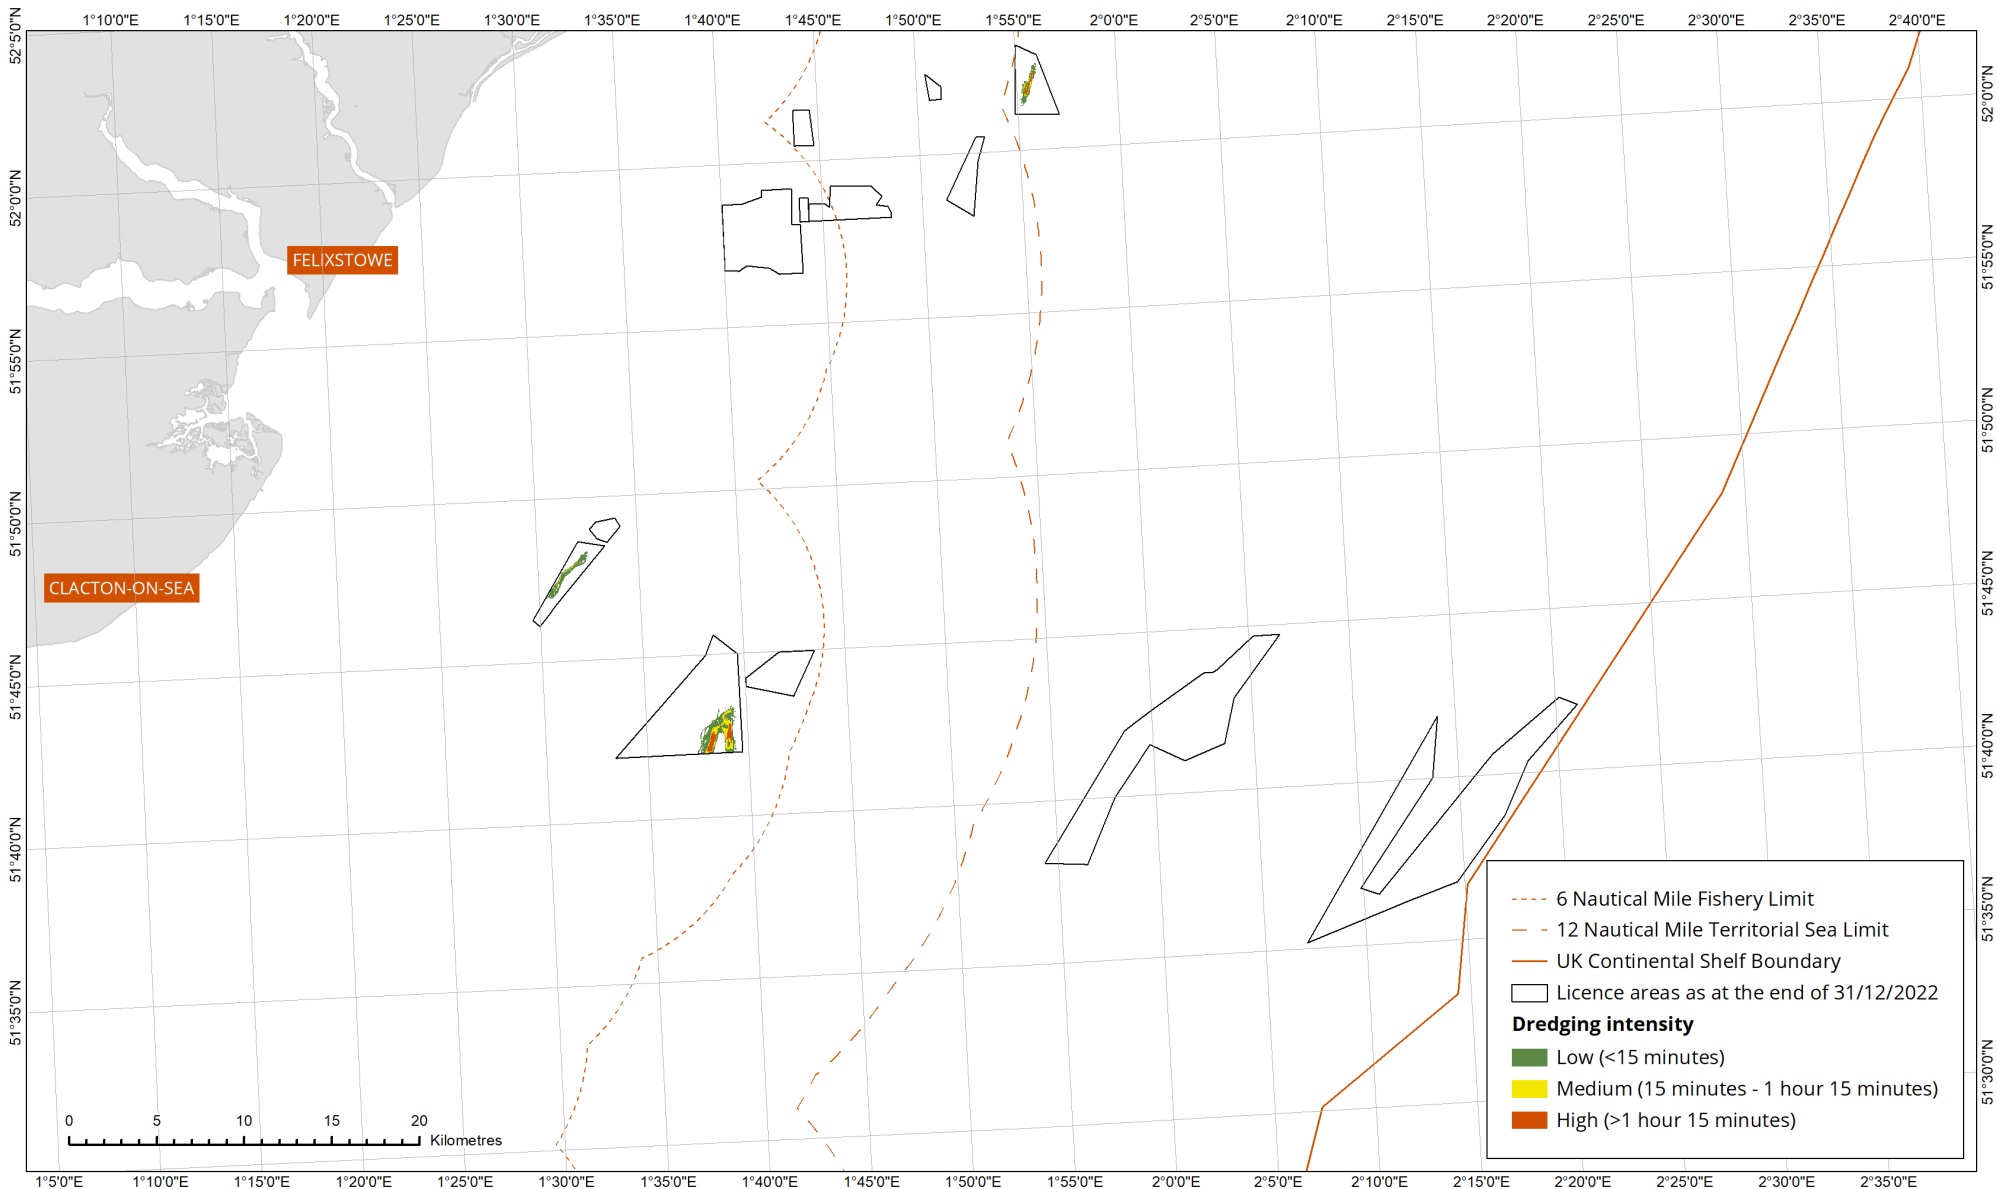 1°10'0"E 1°15'0"E 1°20'0"E 1°25'0"E 1°30'0"E 1°35'0"E 1°40'0"E 1°45'0"E 1°50'0"E 1°55'0"E 2°0'0"E 2°5'0"E 2°10'0"E 2°15'0"E 2°20'0"E 2°25'0"E 2°30'0"E 2°35'0"E 2°40'0"E
52°5'0"N
52°0'0"N
51°55'0"N
51°50'0"N
51°45'0"N
51°40'0"N
51°35'0"N
52°0'0"N
51°55'0"N
51°50'0"N
51°45'0"N
51°40'0"N
51°35'0"N
51°30'0"N
FELIXSTOWE
CLACTON-ON-SEA
6 Nautical Mile Fishery Limit
12 Nautical Mile Territorial Sea Limit
UK Continental Shelf Boundary
Licence areas as at the end of 31/12/2022
Dredging intensity
Low (<15 minutes)
Medium (15 minutes - 1 hour 15 minutes)
High (>1 hour 15 minutes)
0 5 10 15 20
Kilometres
1°5'0"E 1°10'0"E 1°15'0"E 1°20'0"E 1°25'0"E 1°30'0"E 1°35'0"E 1°40'0"E 1°45'0"E 1°50'0"E 1°55'0"E 2°0'0"E 2°5'0"E 2°10'0"E 2°15'0"E 2°20'0"E 2°25'0"E 2°30'0"E 2°35'0"E